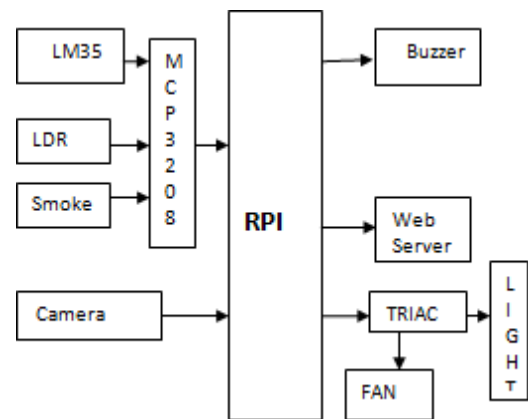 LM35
LDR
Smoke
Camera
M
C
P
3
2
0
8
RPI
Buzzer
Web
Server
TRIAC
FAN
L
I
G
H
T